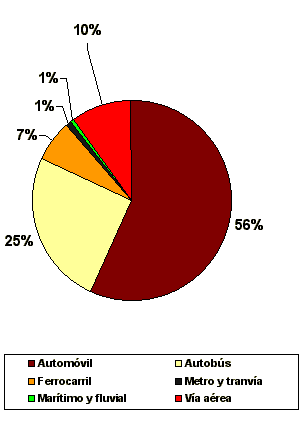 10%
1%
1%
7%
56%
25%
Automóvil Autobús
Ferrocarril Metro y tranvía
Marítimo y fluvial Vía aérea